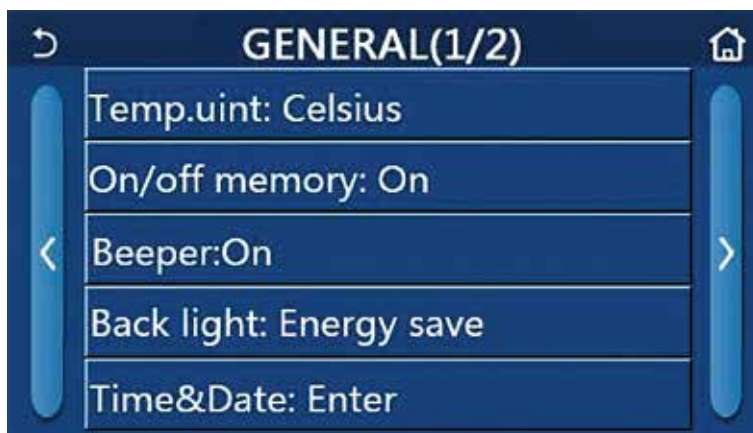 GENERAL(1/2)
Temp.uint: Celsius
On/off memory: On
Beeper:On
Back light: Energy save
Time&Date: Enter